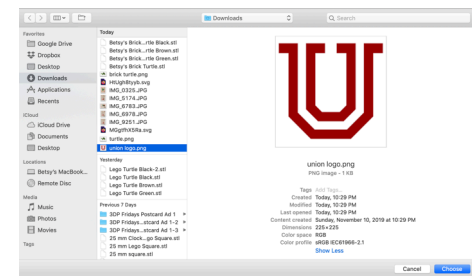 Downloads
Search
Favorites
Google Drive
Dropbox
Desktop
Downloads
Applications
Recents
iCloud
iCloud Drive
Documents
Desktop
Locations
Betsy's MacBook...
Remote Disc
Media
Music
Photos
Movies
Tags
Today
Betsy's Brick...rtle Black.stl
Betsy's Brick...rtle Brown.stl
Betsy's Brick...rtle Green.stl
Betsy's Brick Turtle.stl
brick turtle.png
IMG_0325.JPG
IMG_5174.JPG
IMG_6783.JPG
IMG_6978.JPG
IMG_9251.JPG
turtle.png
union logo.png
Yesterday
Lego Turtle Black-2.stl
Lego Turtle Black.stl
Lego Turtle Brown.stl
Lego Turtle Green.stl
Previous 7 Days
3DP Fridays Postcard Ad 1
3DP Fridays...stcard Ad 1-2
3DP Fridays...stcard Ad 1-3
25 mm Clock...go Square.stl
25 mm Lego Square.stl
25 mm square.stl
U
union logo.png
PNG image - 1 KB
Tags Add Tags...
Created Today, 10:29 PM
Modified Today, 10:29 PM
Last opened Today, 10:29 PM
Content created Sunday, November 10, 2019 at 10:29 PM
Dimensions 225×225
Color space RGB
Color profile sRGB IEC61966-2.1
Show Less
Cancel
Choose